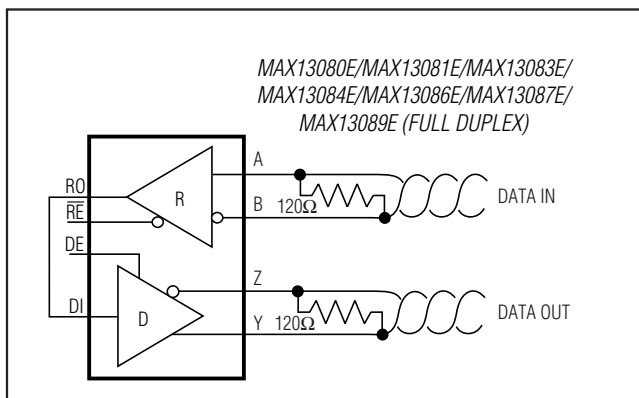 MAX13080E/MAX13081E/MAX13083E/
MAX13084E/MAX13086E/MAX13087E/
MAX13089E (FULL DUPLEX)
A
RO
R
RE
B
120Ω
DATA IN
DE
Z
DI
D
Y
120Ω
DATA OUT